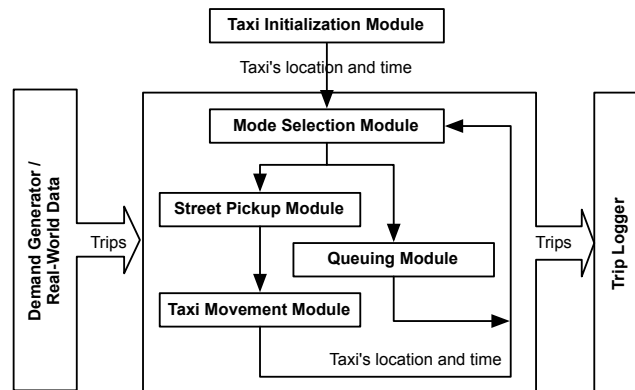 Taxi Initialization Module
Taxi's location and time
Mode Selection Module
Demand Generator /
Real-World Data
Trips
Street Pickup Module
Queuing Module
Taxi Movement Module
Taxi's location and time
Trips
Trip Logger